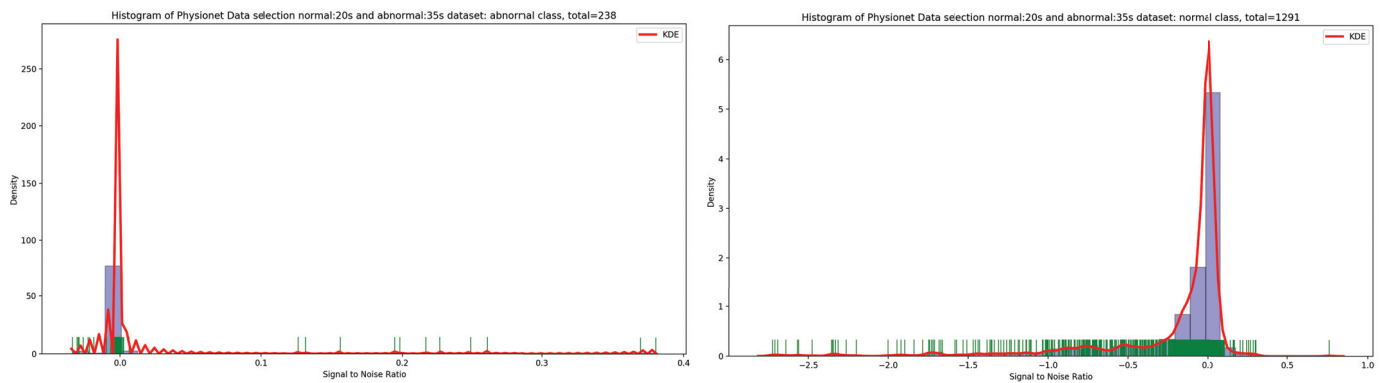 Histogram of Physionet Data selection normal:20s and abnormal:35s dataset: abnornal class, total=238
KDE
250
200
150
100
50
0
Density
0.0 0.1 0.2 0.3 0.4
Signal to Noise Ratio
Histogram of Physionet Data selection normal:20s and abnormal:35s dataset: normal class, total=1291
KDE
6
5
4
3
2
1
0
Density
−2.5 −2.0 −1.5 −1.0 −0.5 0.0 0.5 1.0
Signal to Noise Ratio